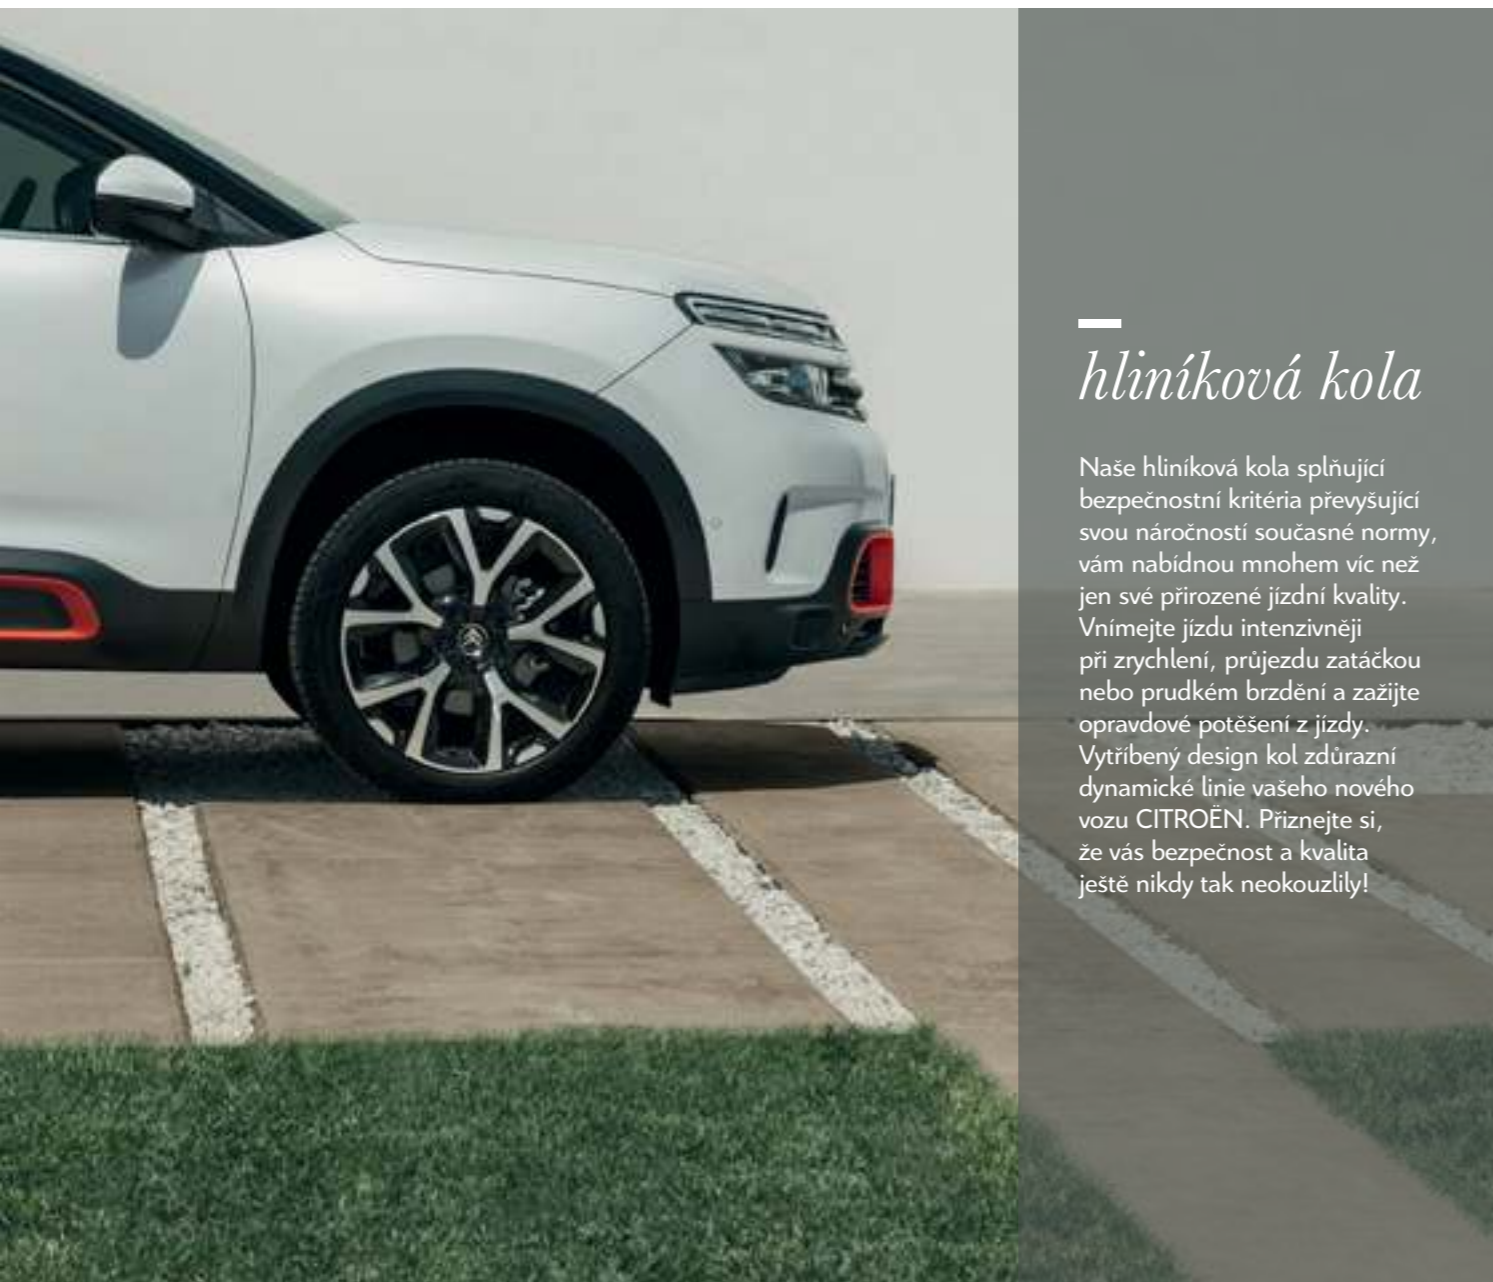 hliníková kola
Naše hliníková kola splňující
bezpečnostní kritéria převyšující
svou náročností současné normy,
vám nabídnou mnohem víc než
jen své přirozené jízdní kvality.
Vnímejte jízdu intenzivněji
při zrychlení, průjezdu zatáčkou
nebo prudkém brzdění a zažijte
opravdové potěšení z jízdy.
Vytříbený design kol zdůrazní
dynamické linie vašeho nového
vozu CITROËN. Přiznejte si,
že vás bezpečnost a kvalita
ještě nikdy tak neokouzlily!